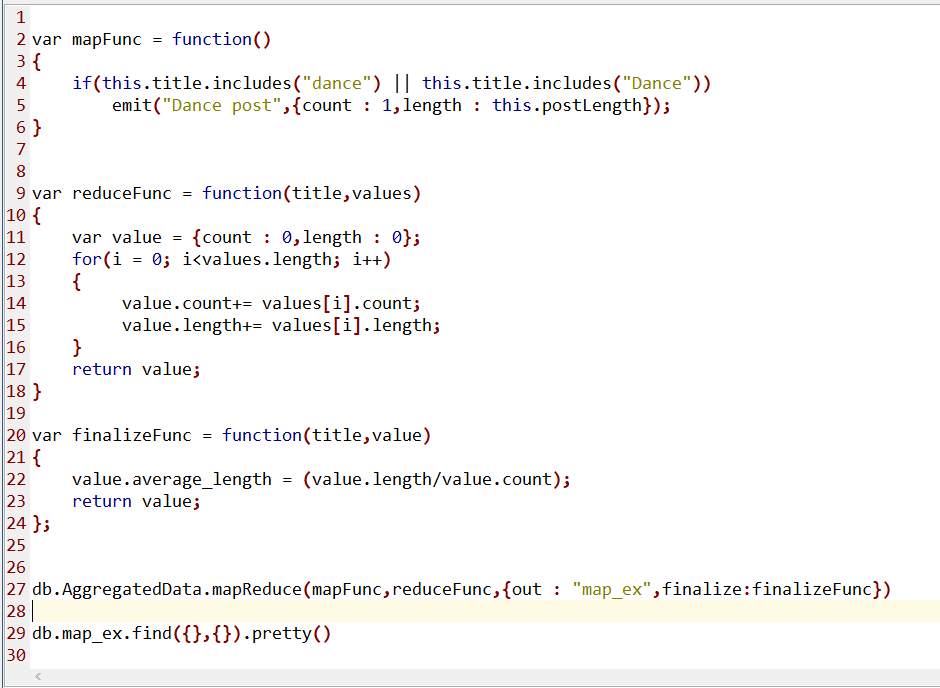 1
2 var mapFunc = function()
3 {
4     if(this.title.includes("dance") || this.title.includes("Dance"))
5         emit("Dance post",{count : 1,length : this.postLength});
6 }
7
8
9 var reduceFunc = function(title,values)
10 {
11     var value = {count : 0,length : 0};
12     for(i = 0; i<values.length; i++)
13     {
14          value.count+= values[i].count;
15          value.length+= values[i].length;
16     }
17     return value;
18 }
19
20 var finalizeFunc = function(title,value)
21 {
22     value.average_length = (value.length/value.count);
23     return value;
24 };
25
26
27 db.AggregatedData.mapReduce(mapFunc,reduceFunc,{out : "map_ex",finalize:finalizeFunc})
28
29 db.map_ex.find({},{}).pretty()
30